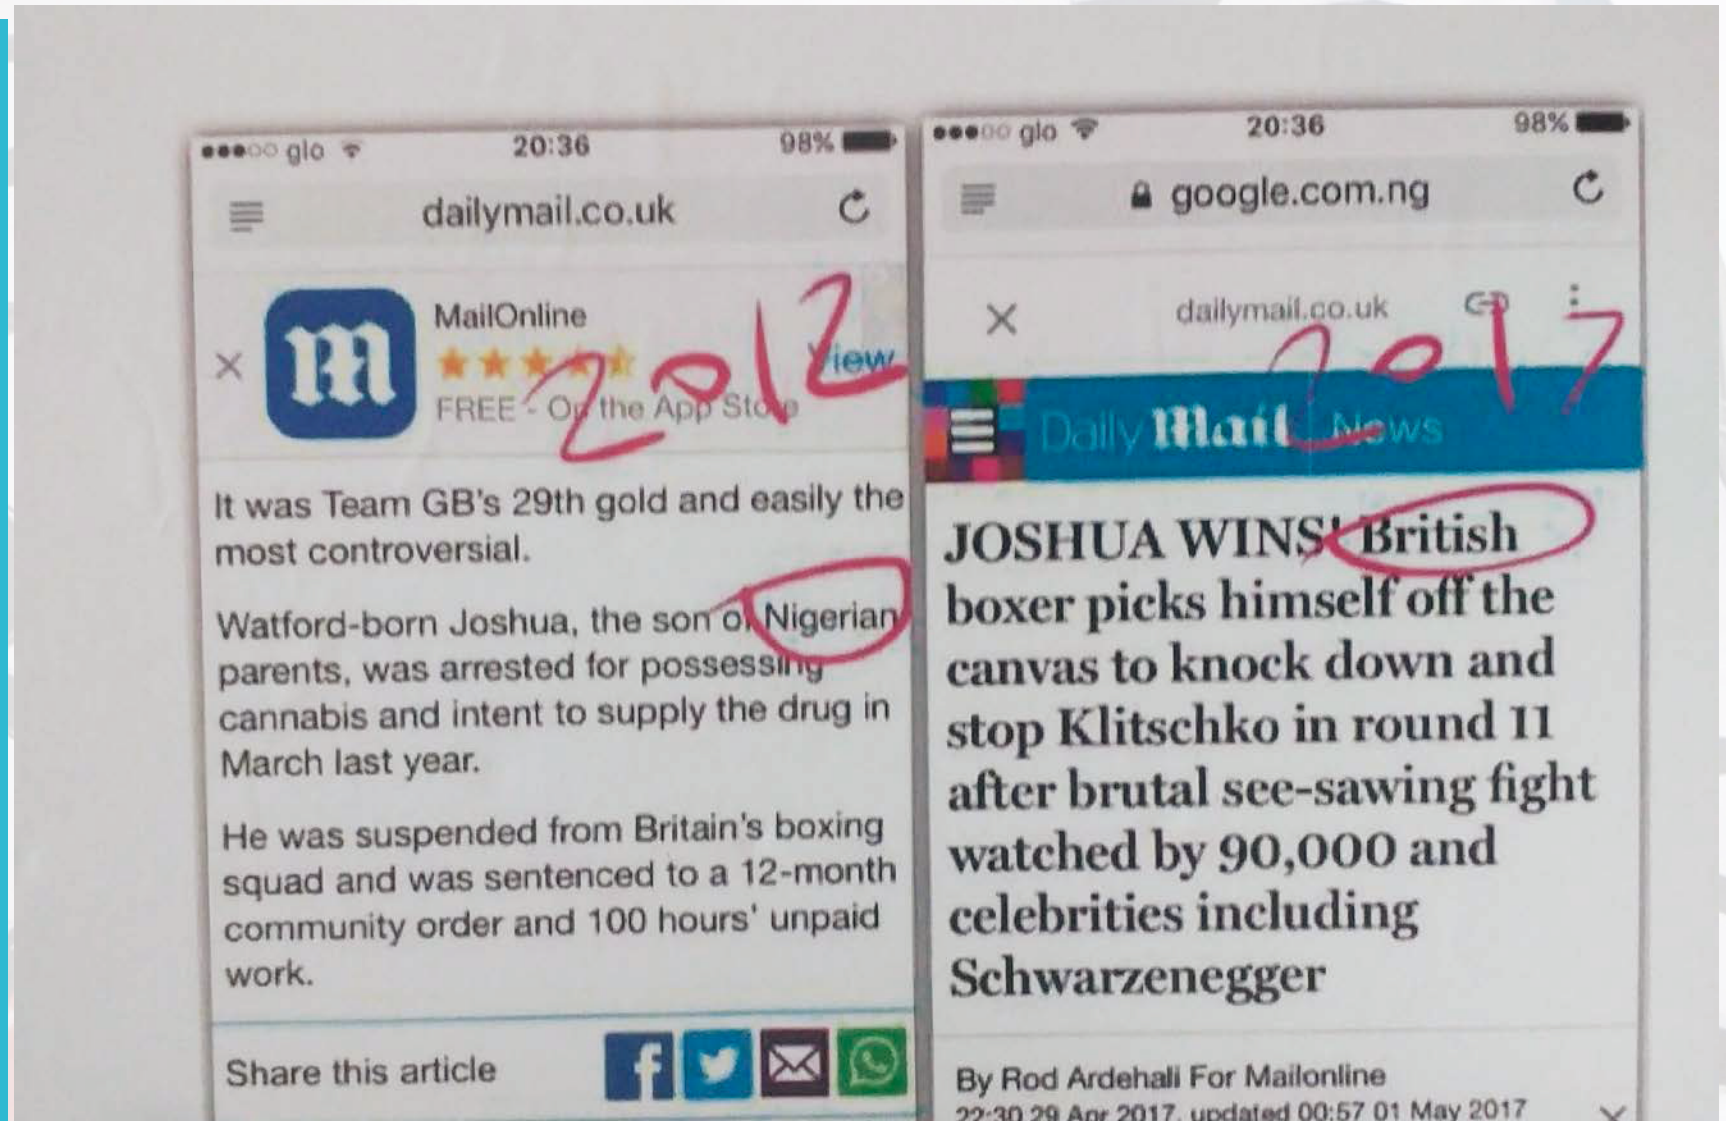 glo 20:36 98%
dailymail.co.uk
MailOnline
View
FREE - On the App Store
2012
It was Team GB's 29th gold and easily the
most controversial.
Watford-born Joshua, the son of Nigerian
parents, was arrested for possessing
cannabis and intent to supply the drug in
March last year.
He was suspended from Britain's boxing
squad and was sentenced to a 12-month
community order and 100 hours' unpaid
work.
Share this article
glo 20:36 98%
google.com.ng
dailymail.co.uk
2017
Daily Mail News
JOSHUA WINS! British
boxer picks himself off the
canvas to knock down and
stop Klitschko in round 11
after brutal see-sawing fight
watched by 90,000 and
celebrities including
Schwarzenegger
By Rod Ardehali For Mailonline
22:30 29 Apr 2017, updated 00:57 01 May 2017